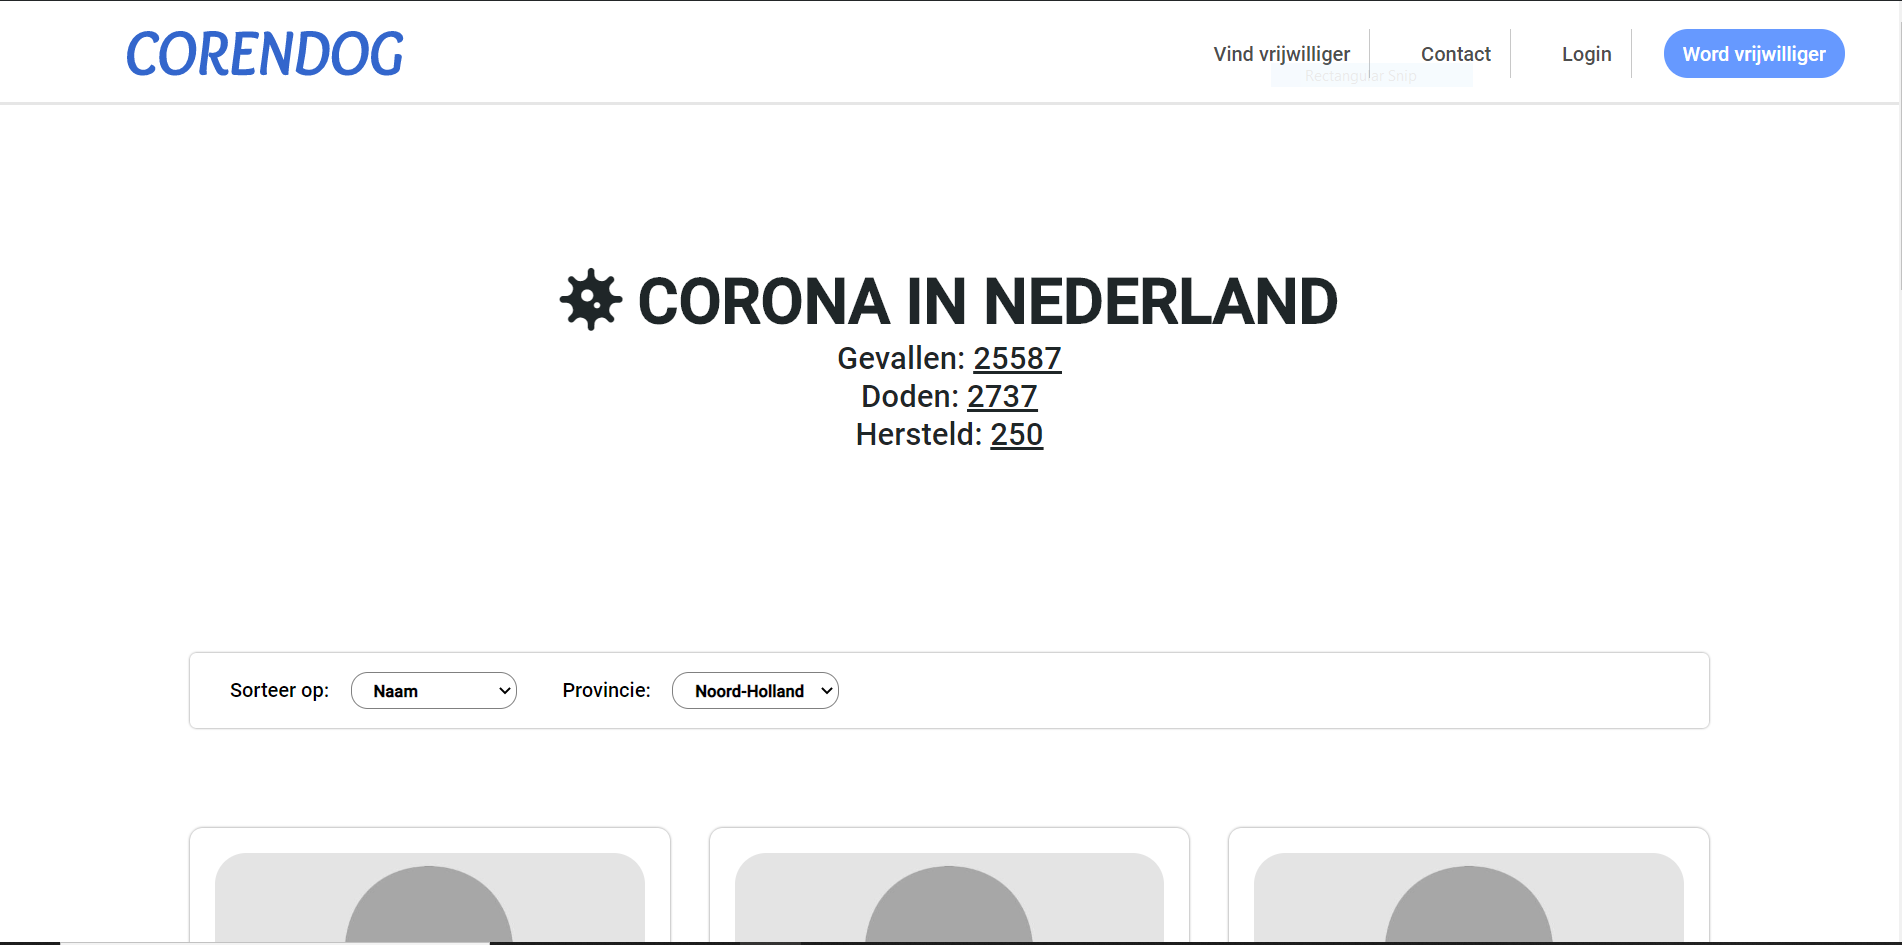 CORENDOG
Vind vrijwilliger
Contact
Login
Word vrijwilliger
Rectangular Snip
CORONA IN NEDERLAND
Gevallen: 25587
Doden: 2737
Hersteld: 250
Sorteer op: Naam Provincie: Noord-Holland